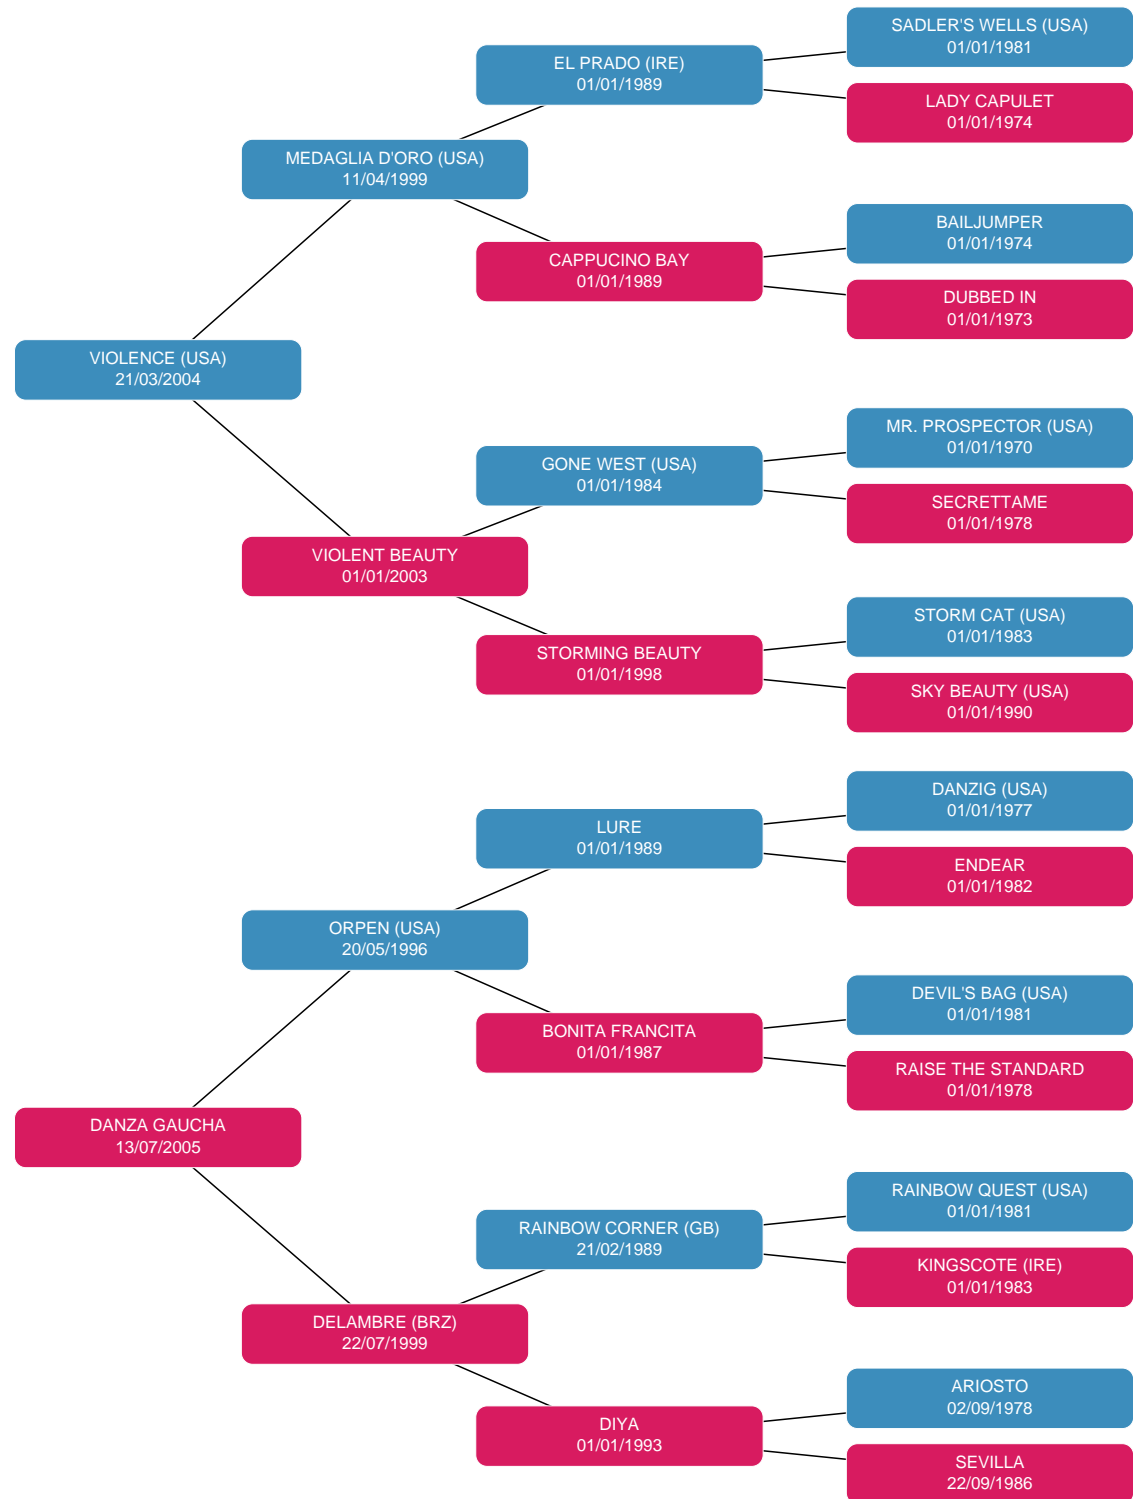 SADLER'S WELLS (USA)
01/01/1981
EL PRADO (IRE)
01/01/1989
LADY CAPULET
01/01/1974
MEDAGLIA D'ORO (USA)
11/04/1999
BAILJUMPER
01/01/1974
CAPPUCINO BAY
01/01/1989
DUBBED IN
01/01/1973
VIOLENCE (USA)
21/03/2004
MR. PROSPECTOR (USA)
01/01/1970
GONE WEST (USA)
01/01/1984
SECRETTAME
01/01/1978
VIOLENT BEAUTY
01/01/2003
STORM CAT (USA)
01/01/1983
STORMING BEAUTY
01/01/1998
SKY BEAUTY (USA)
01/01/1990
DANZIG (USA)
01/01/1977
LURE
01/01/1989
ENDEAR
01/01/1982
ORPEN (USA)
20/05/1996
DEVIL'S BAG (USA)
01/01/1981
BONITA FRANCITA
01/01/1987
RAISE THE STANDARD
01/01/1978
DANZA GAUCHA
13/07/2005
RAINBOW QUEST (USA)
01/01/1981
RAINBOW CORNER (GB)
21/02/1989
KINGSCOTE (IRE)
01/01/1983
DELAMBRE (BRZ)
22/07/1999
ARIOSTO
02/09/1978
DIYA
01/01/1993
SEVILLA
22/09/1986